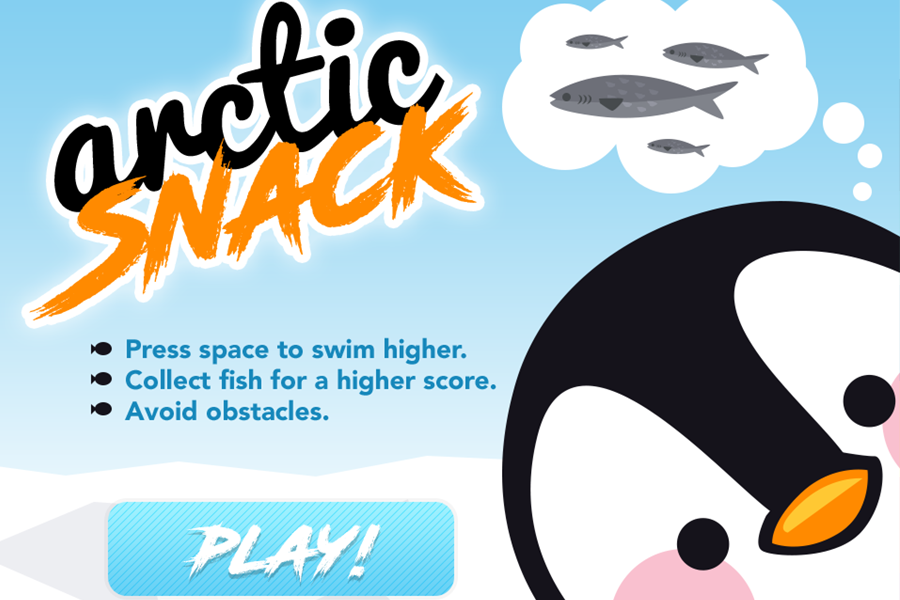 arctic
SNACK
Press space to swim higher.
Collect fish for a higher score.
Avoid obstacles.
PLAY!